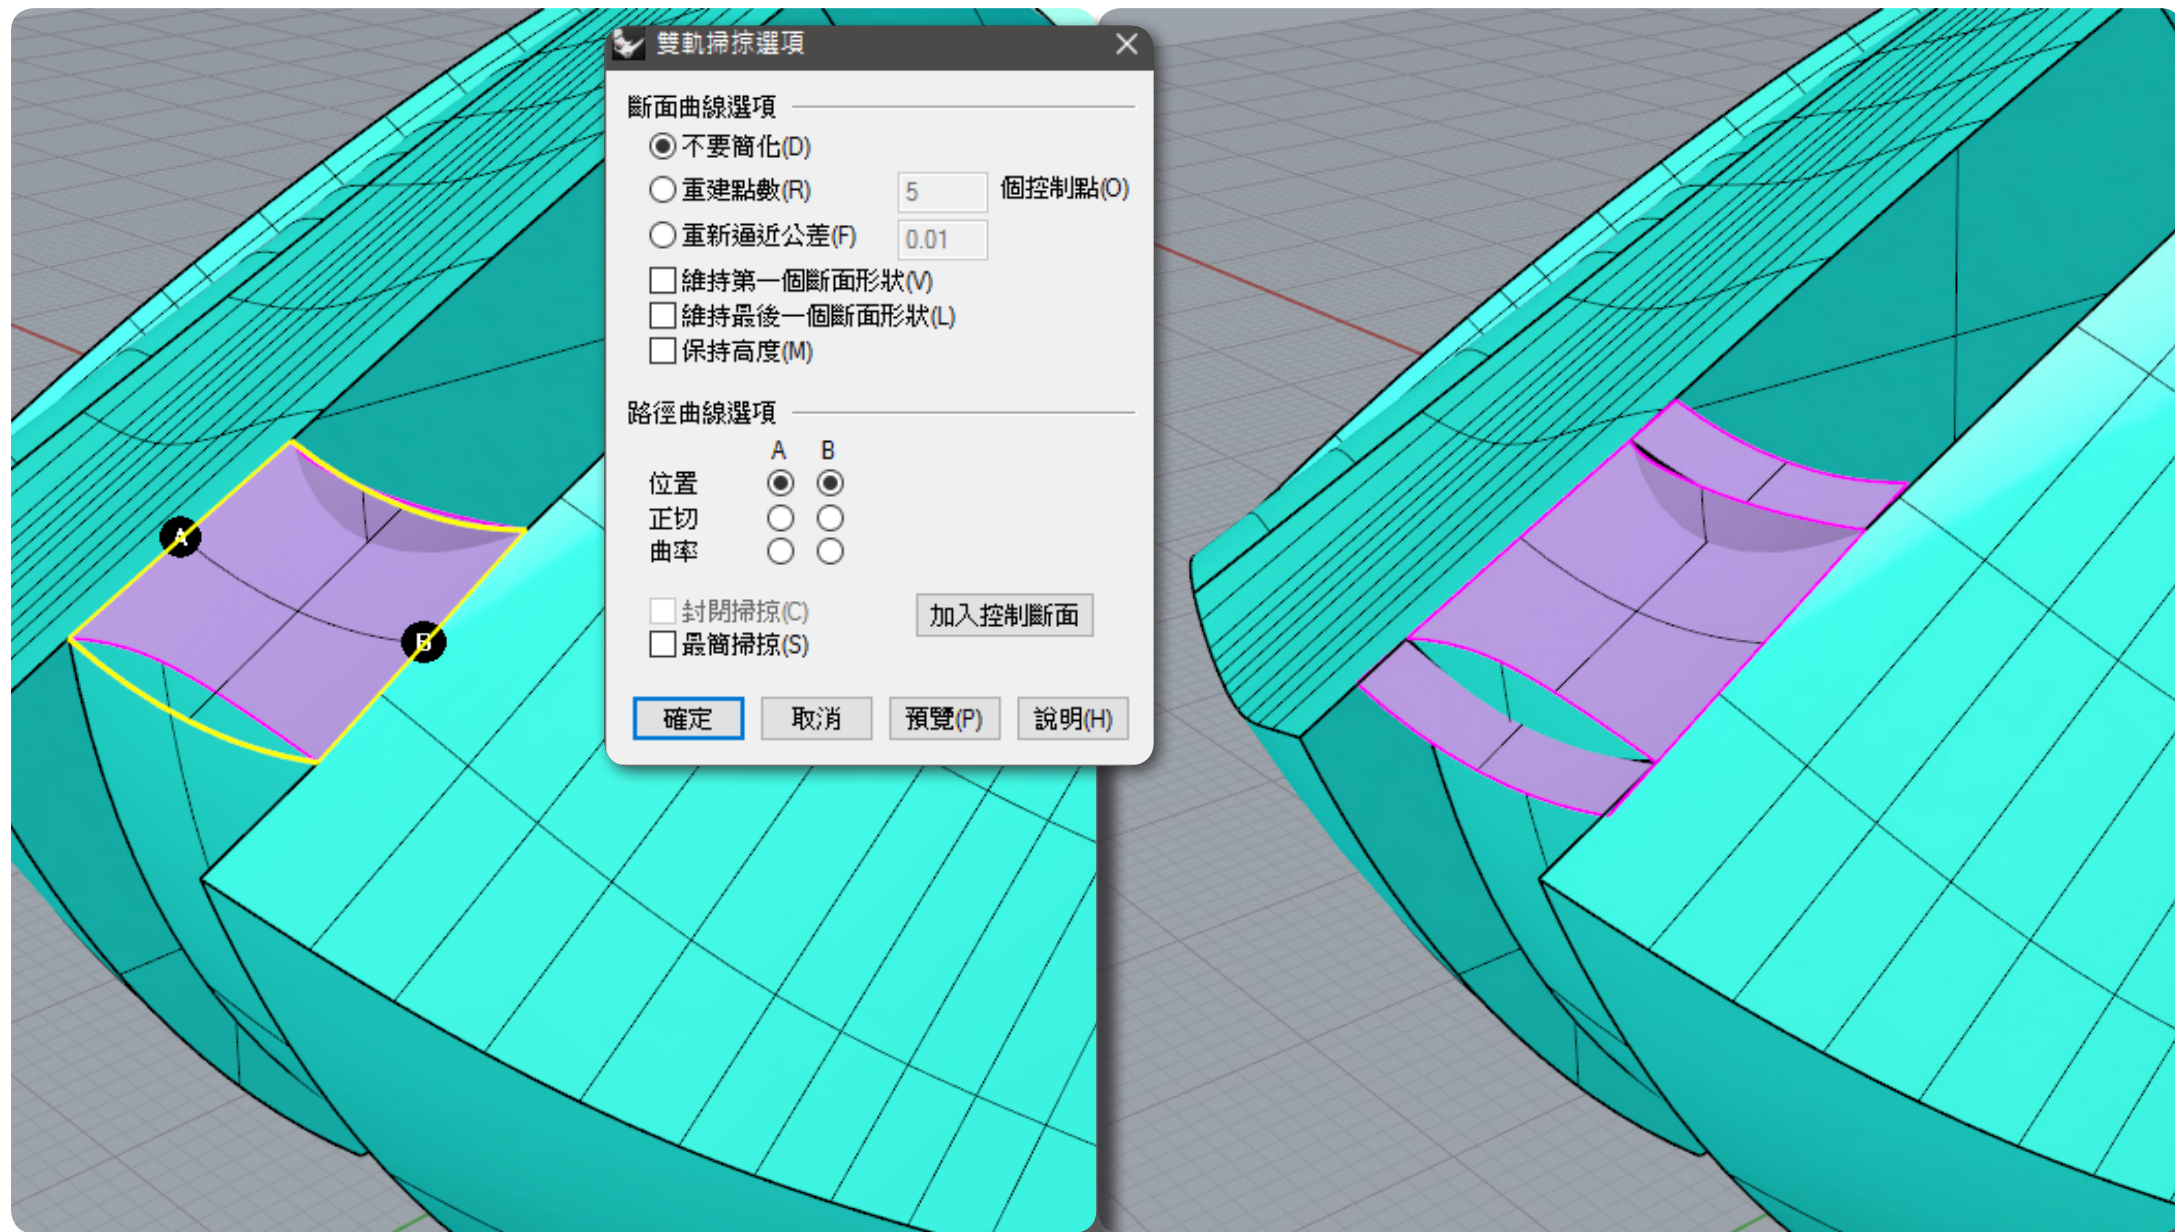 雙軌掃掠選項
斷面曲線選項
不要簡化(D)
重建點數(R) 5 個控制點(O)
重新逼近公差(F) 0.01
維持第一個斷面形狀(V)
維持最後一個斷面形狀(L)
保持高度(M)
路徑曲線選項
A B
位置
正切
曲率
封閉掃掠(C)
加入控制斷面
最簡掃掠(S)
確定 取消 預覽(P) 說明(H)
A
B